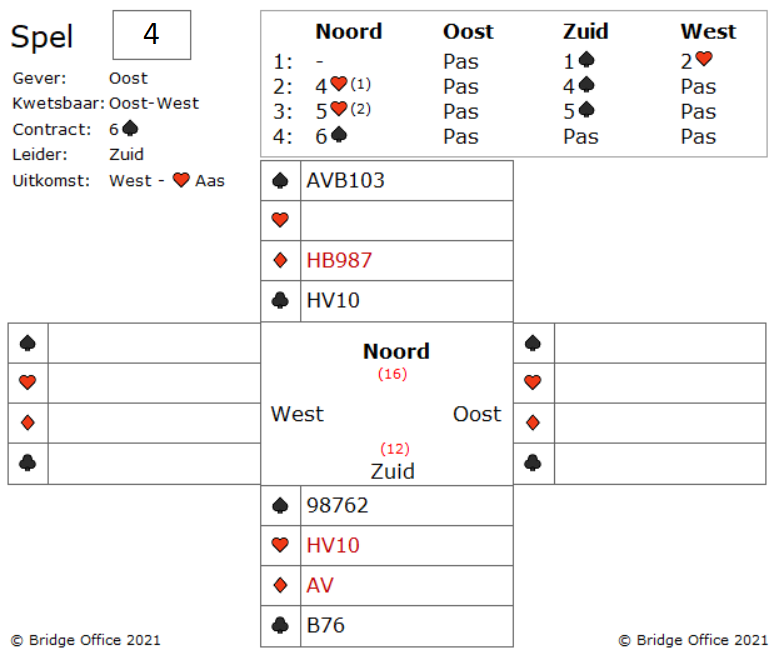 Spel 4
Gever: Oost
Kwetsbaar: Oost-West
Contract: 6♠
Leider: Zuid
Uitkomst: West - ♥ Aas
Noord Oost Zuid West
1: - Pas 1♠ 2♥
2: 4♥(1) Pas 4♠ Pas
3: 5♥(2) Pas 5♠ Pas
4: 6♠ Pas Pas Pas
♠ AVB103
♥
♦ HB987
♣ HV10
♠
♥
♦
♣
Noord
(16)
West Oost
(12)
Zuid
♠
♥
♦
♣
♠ 98762
♥ HV10
♦ AV
♣ B76
© Bridge Office 2021
© Bridge Office 2021